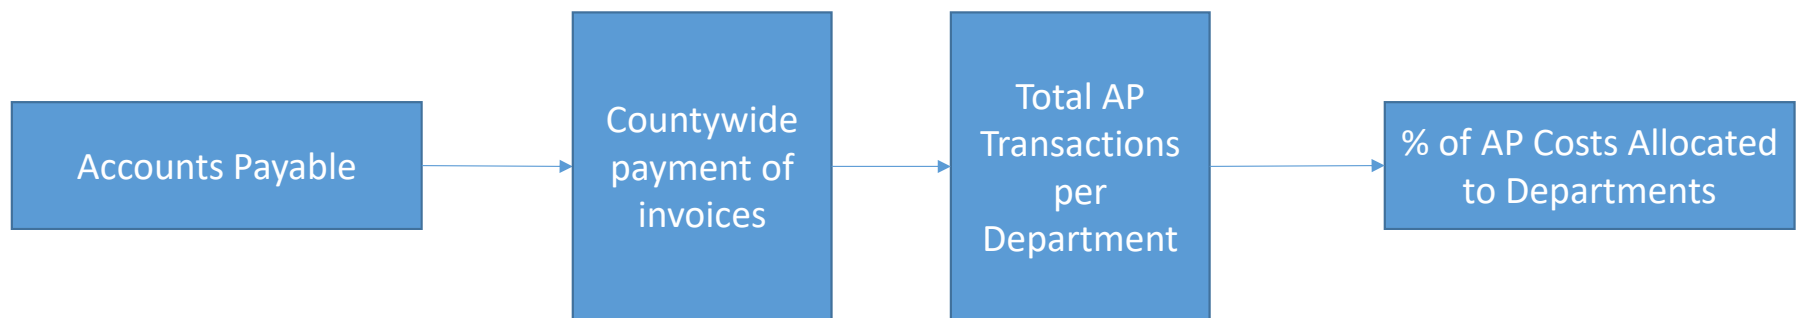 Accounts Payable
Countywide
payment of
invoices
Total AP
Transactions
per
Department
% of AP Costs Allocated
to Departments